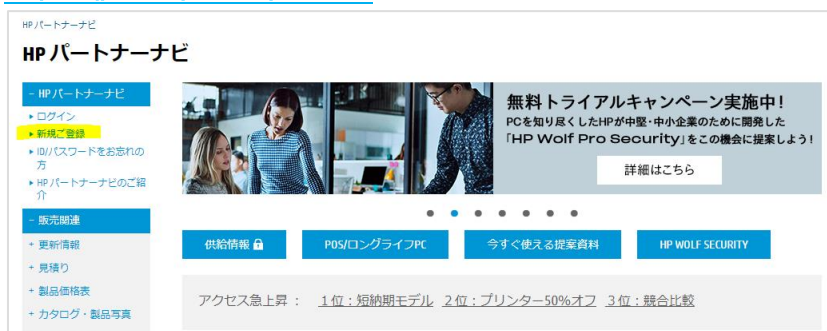 HP パートナーナビ
HP パートナーナビ
- HP パートナーナビ
ログイン
新規ご登録
ID/パスワードをお忘れの
方
HP パートナーナビのご紹
介
- 販売関連
+ 更新情報
+ 見積り
+ 製品価格表
+ カタログ・製品写真
無料トライアルキャンペーン実施中!
PCを知り尽くしたHPが中堅・中小企業のために開発した
「HP Wolf Pro Security」をこの機会に提案しよう!
詳細はこちら
供給情報
POS/ロングライフPC
今すぐ使える提案資料
HP WOLF SECURITY
アクセス急上昇 : 1位:短納期モデル 2位:プリンター50%オフ 3位:競合比較